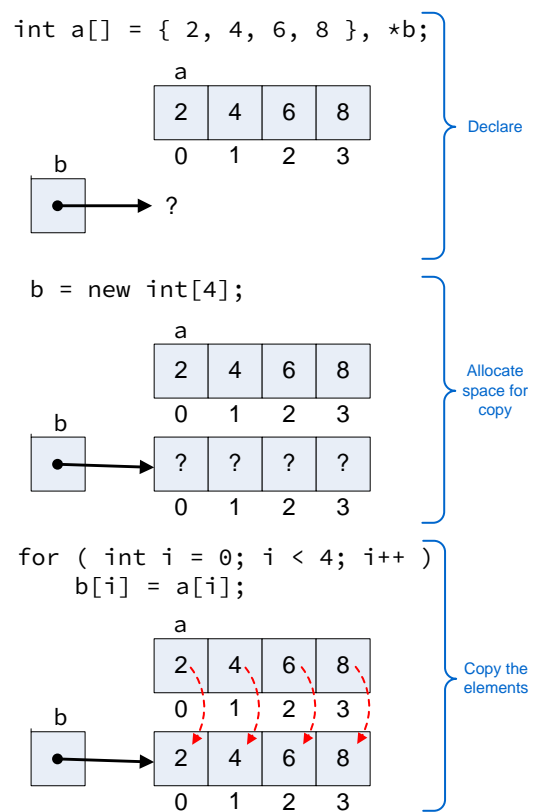 int a[] = { 2, 4, 6, 8 }, *b;
a
2 4 6 8
0 1 2 3
b
?
Declare
b = new int[4];
a
2 4 6 8
0 1 2 3
b
? ? ? ?
0 1 2 3
Allocate
space for
copy
for ( int i = 0; i < 4; i++ )
b[i] = a[i];
a
2 4 6 8
0 1 2 3
b
2 4 6 8
0 1 2 3
Copy the
elements